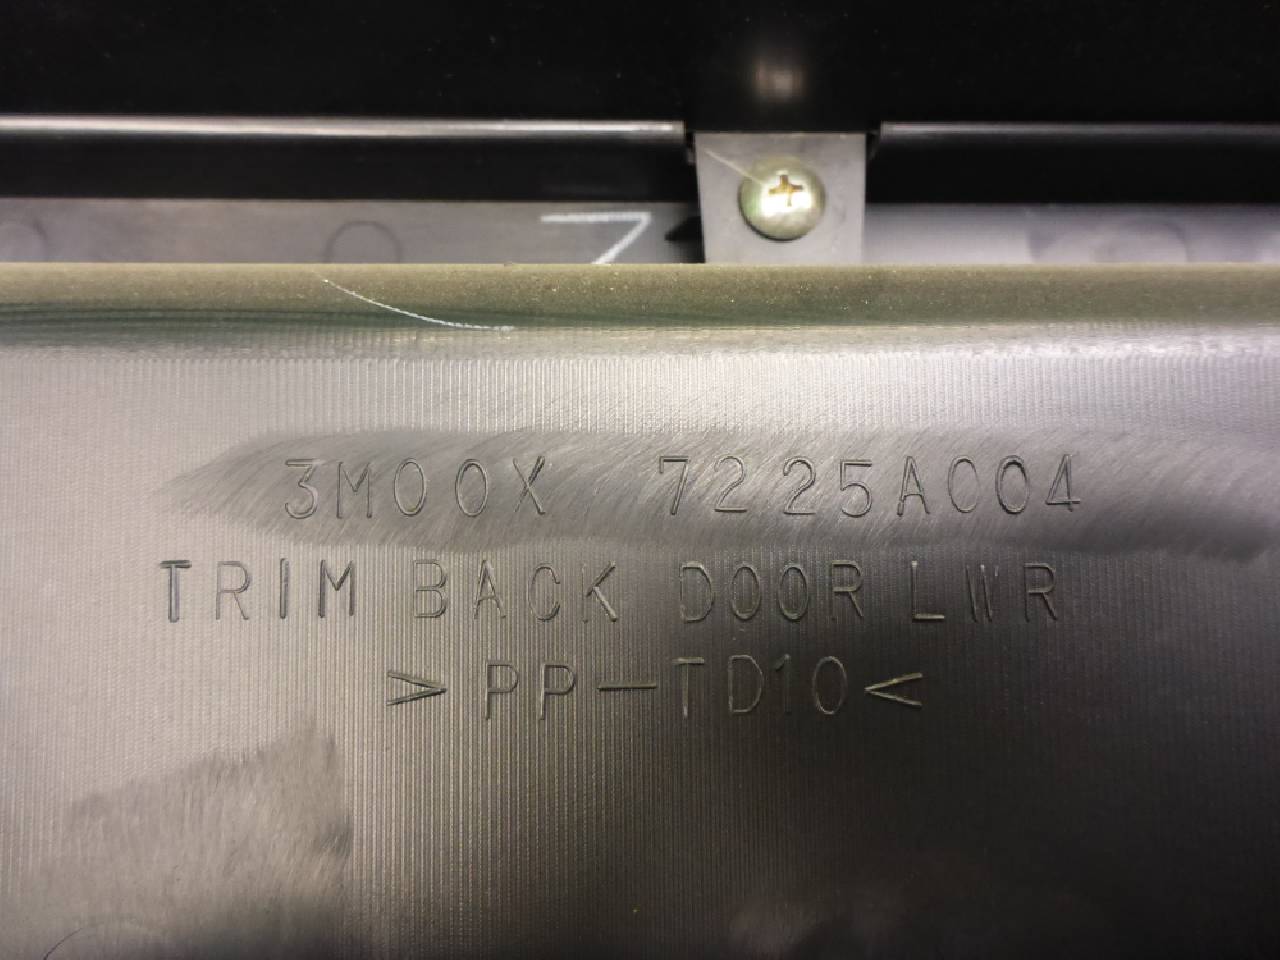 3M00X 7225A004
TRIM BACK DOOR LWR
>PP-TD10<